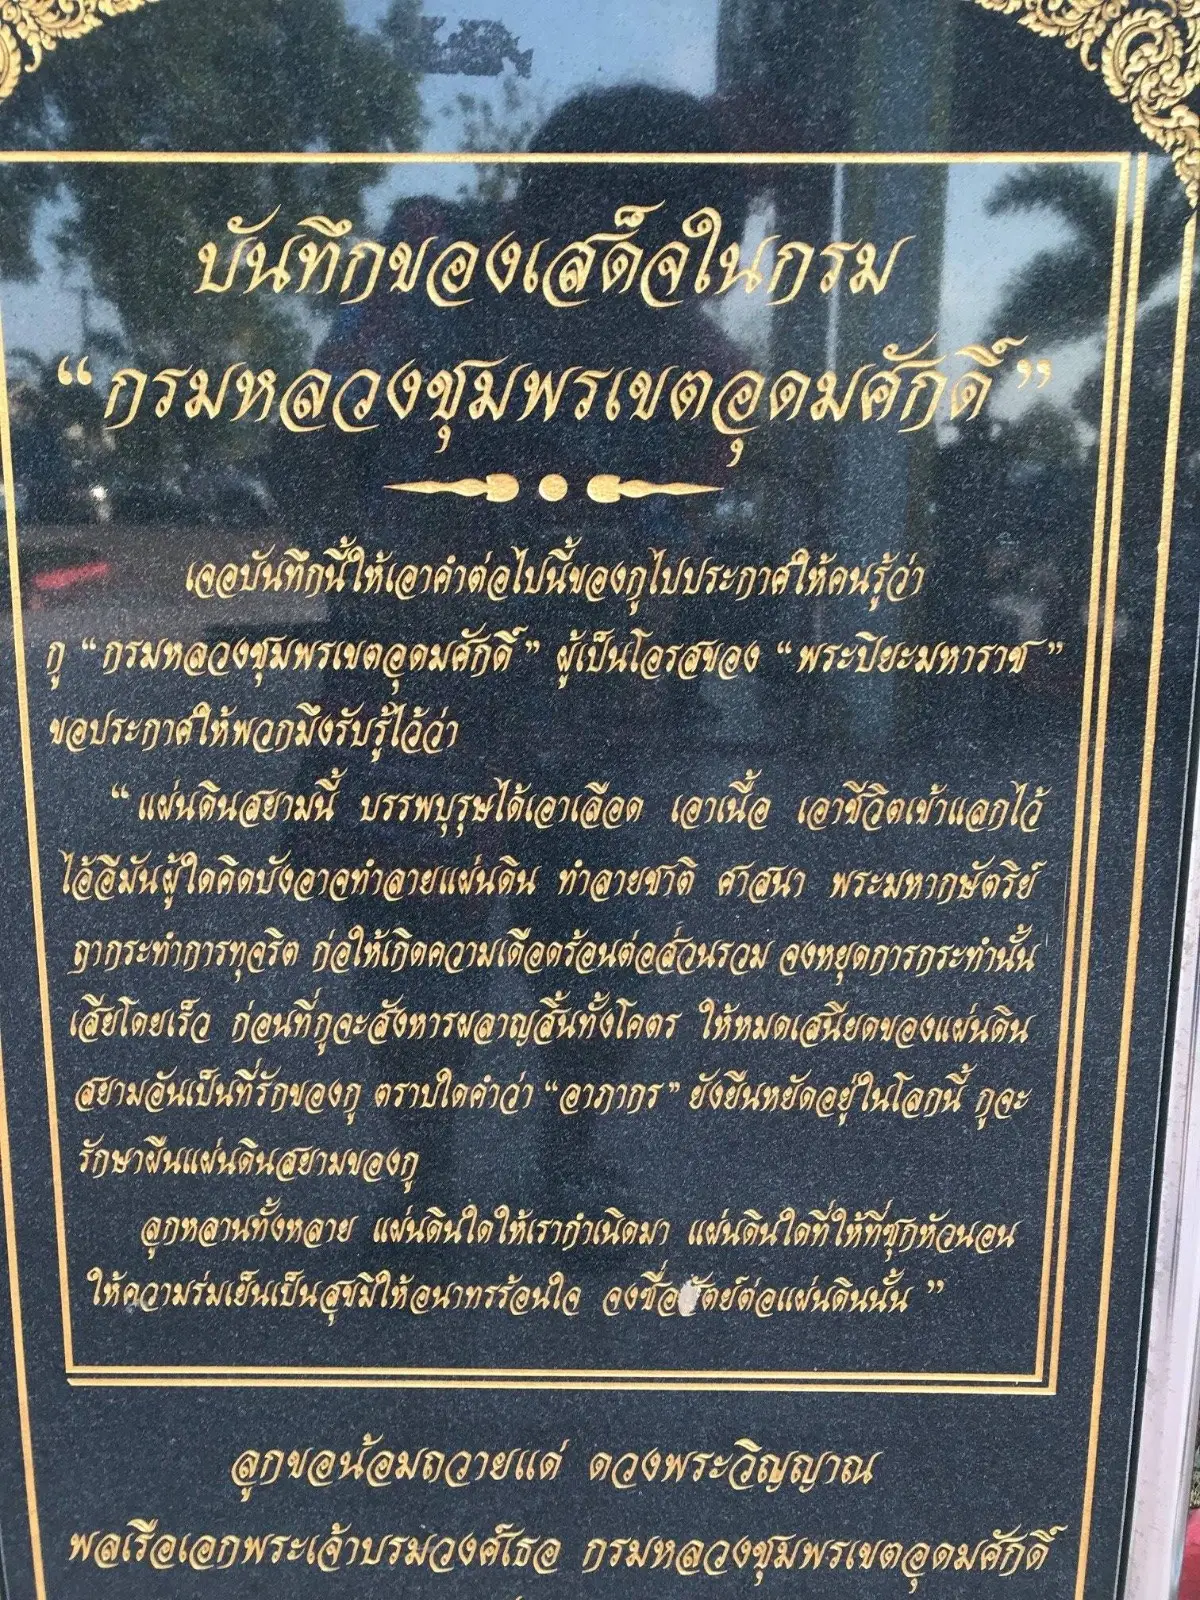 บันทึกของเสด็จในกรม
“กรมหลวงชุมพรเขตอุดมศักดิ์”
เจอบันทึกนี้ให้เอาคำต่อไปนี้ของกูไปประกาศให้คนรู้ว่า
กู “กรมหลวงชุมพรเขตอุดมศักดิ์” ผู้เป็นโอรสของ “พระปิยะมหาราช”
ขอประกาศให้พวกมึงรับรู้ไว้ว่า
“แผ่นดินสยามนี้ บรรพบุรุษได้เอาเลือด เอาเนื้อ เอาชีวิตเข้าแลกไว้
ไอ้อีมันผู้ใดคิดบังอาจทำลายแผ่นดิน ทำลายชาติ ศาสนา พระมหากษัตริย์
ฤากระทำการทุจริต ก่อให้เกิดความเดือดร้อนต่อส่วนรวม จงหยุดการกระทำนั้น
เสียโดยเร็ว ก่อนที่กูจะสั่งหารผลาญสิ้นทั้งโคตร ให้หมดเสนียดของแผ่นดิน
สยามอันเป็นที่รักของกู ตราบใดคำว่า “อาภากร” ยังยืนหยัดอยู่ในโลกนี้ กูจะ
รักษาผืนแผ่นดินสยามของกู
ลูกหลานทั้งหลาย แผ่นดินใดให้เรากำเนิดมา แผ่นดินใดที่ให้ที่ซุกหัวนอน
ให้ความร่มเย็นเป็นสุขมิให้อนาทรร้อนใจ จงซื่อ ตย์ต่อแผ่นดินนั้น”
ลูกขอน้อมถวายแด่ ดวงพระวิญญาณ
พลเรือเอกพระเจ้าบรมวงศ์เธอ กรมหลวงชุมพรเขตอุดมศักดิ์